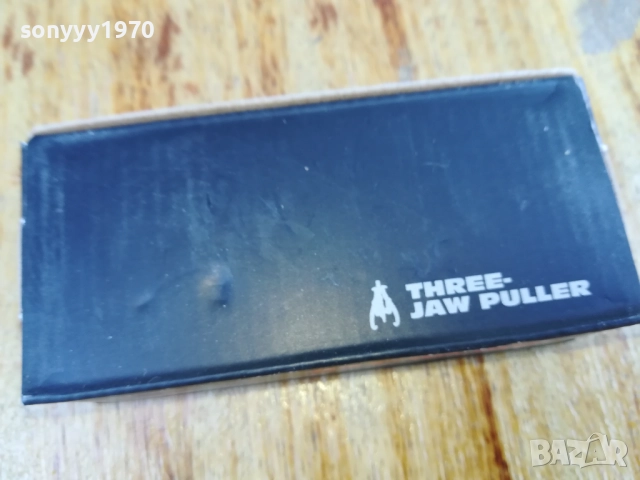 sonyyy1970
THREE-
JAW PULLER
BAZAR